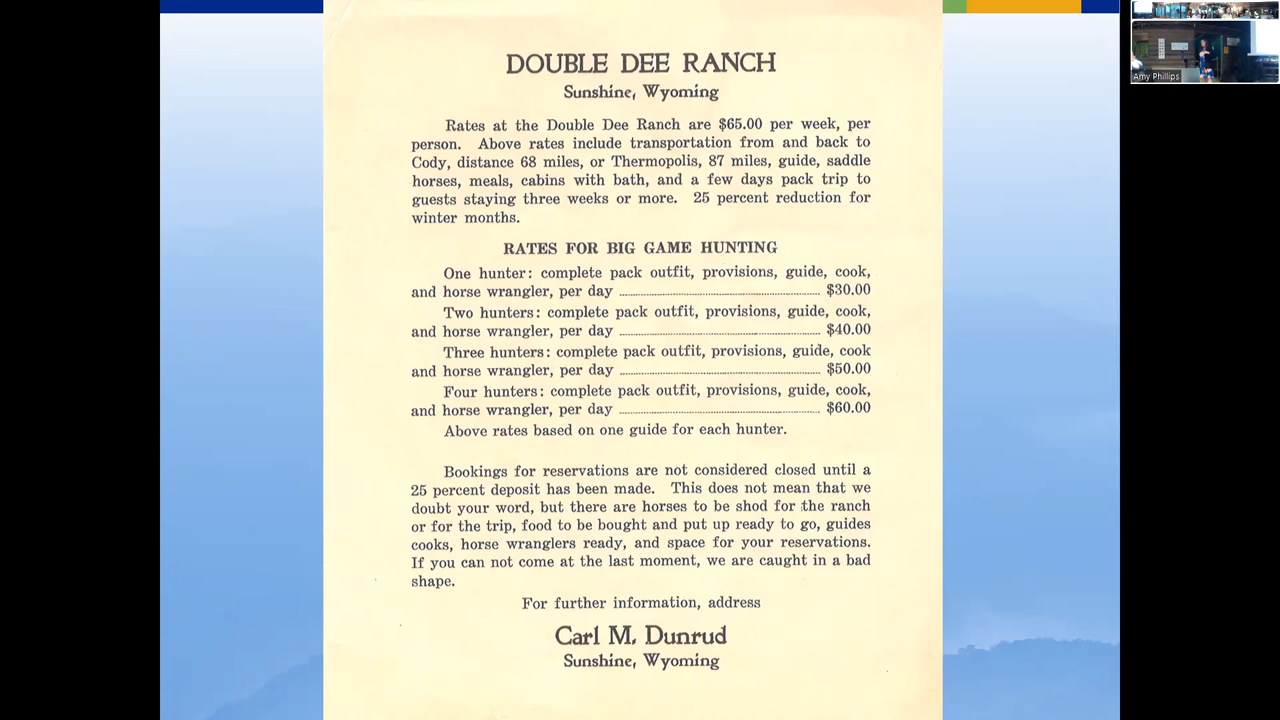 DOUBLE DEE RANCH
Sunshine, Wyoming
Rates at the Double Dee Ranch are $65.00 per week, per
person. Above rates include transportation from and back to
Cody, distance 68 miles, or Thermopolis, 87 miles, guide, saddle
horses, meals, cabins with bath, and a few days pack trip to
guests staying three weeks or more. 25 percent reduction for
winter months.
RATES FOR BIG GAME HUNTING
One hunter: complete pack outfit, provisions, guide, cook,
and horse wrangler, per day ........ $30.00
Two hunters: complete pack outfit, provisions, guide, cook,
and horse wrangler, per day ........ $40.00
Three hunters: complete pack outfit, provisions, guide, cook
and horse wrangler, per day ........ $50.00
Four hunters: complete pack outfit, provisions, guide, cook,
and horse wrangler, per day ........ $60.00
Above rates based on one guide for each hunter.
Bookings for reservations are not considered closed until a
25 percent deposit has been made. This does not mean that we
doubt your word, but there are horses to be shod for the ranch
or for the trip, food to be bought and put up ready to go, guides
cooks, horse wranglers ready, and space for your reservations.
If you can not come at the last moment, we are caught in a bad
shape.
For further information, address
Carl M. Dunrud
Sunshine, Wyoming
Amy Phillips